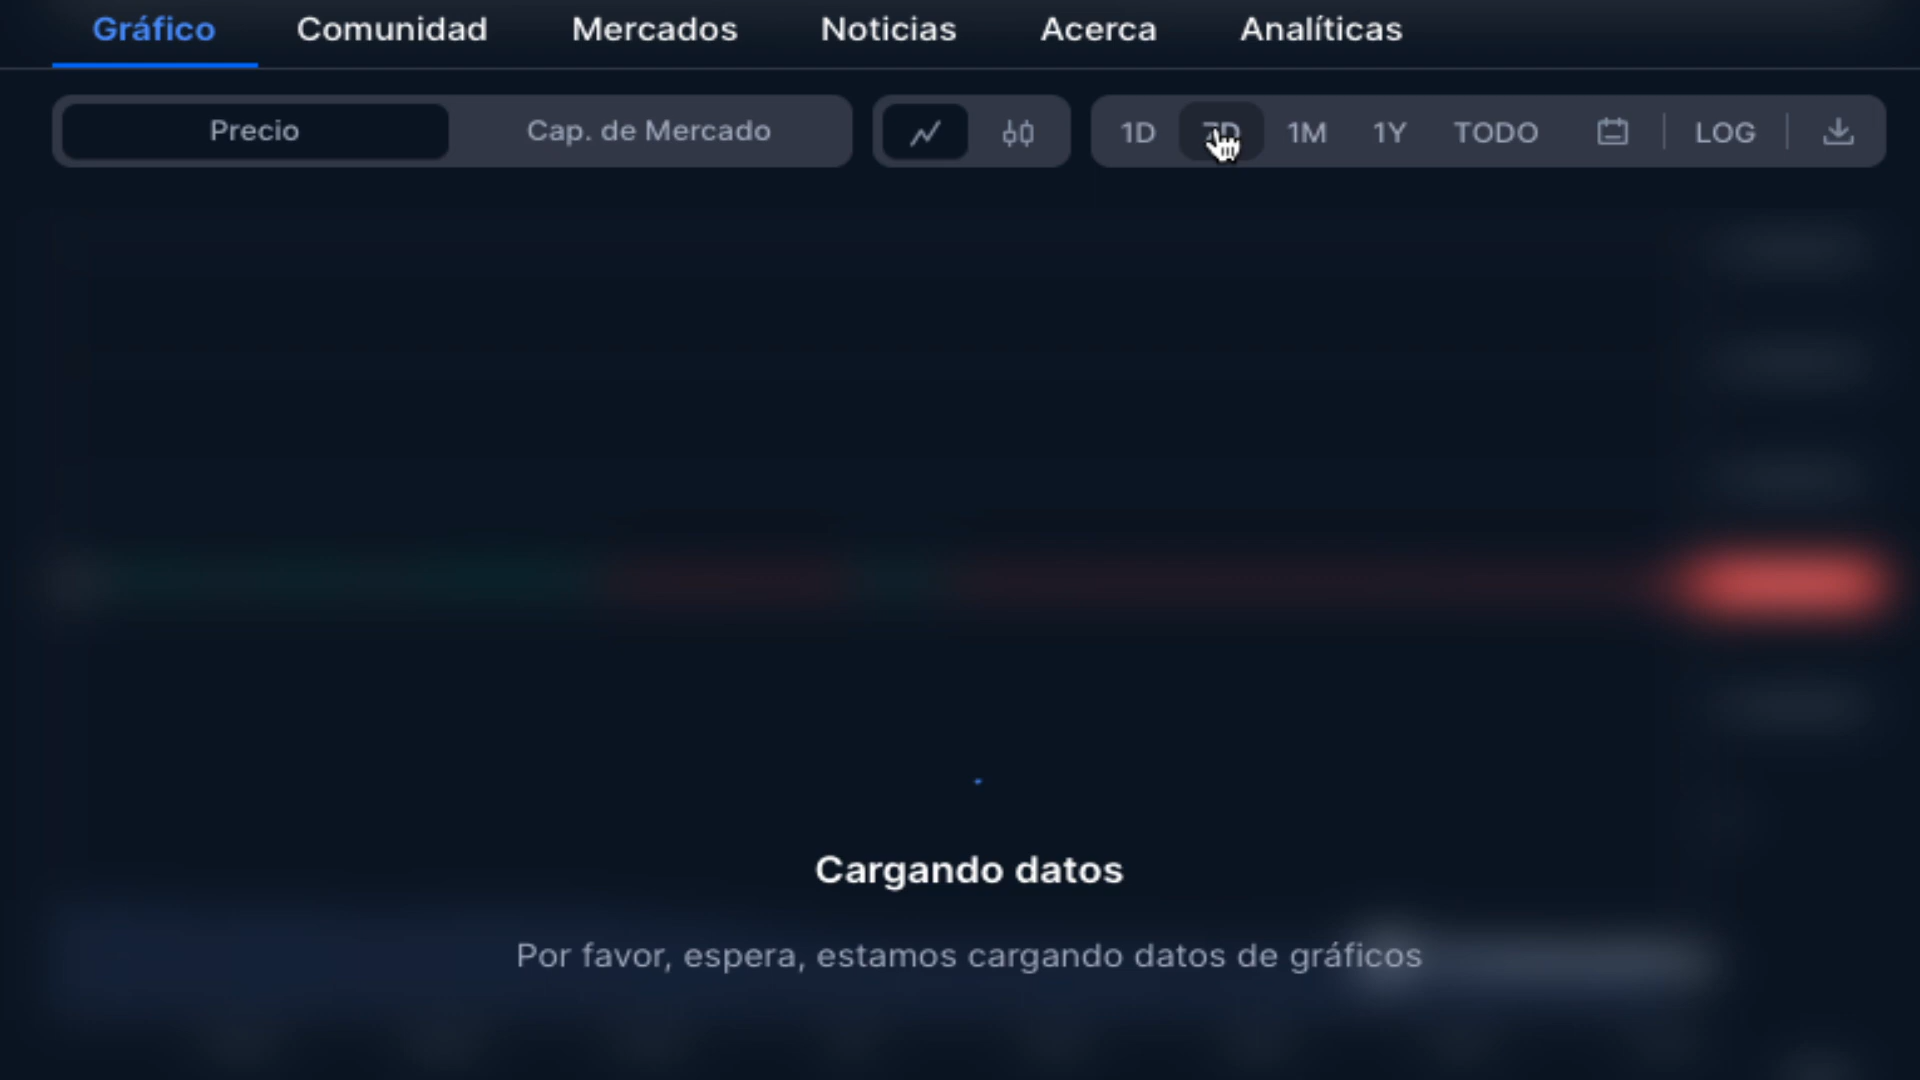 Gráfico Comunidad Mercados Noticias Acerca Analíticas
Precio Cap. de Mercado 1D 7D 1M 1Y TODO LOG
Cargando datos
Por favor, espera, estamos cargando datos de gráficos